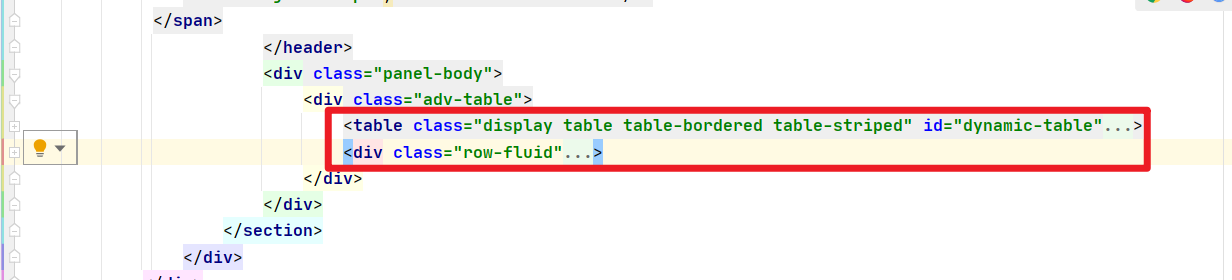 </span>
</header>
<div class="panel-body">
<div class="adv-table">
<table class="display table table-bordered table-striped" id="dynamic-table"...>
<div class="row-fluid"...>
</div>
</div>
</section>
</div>